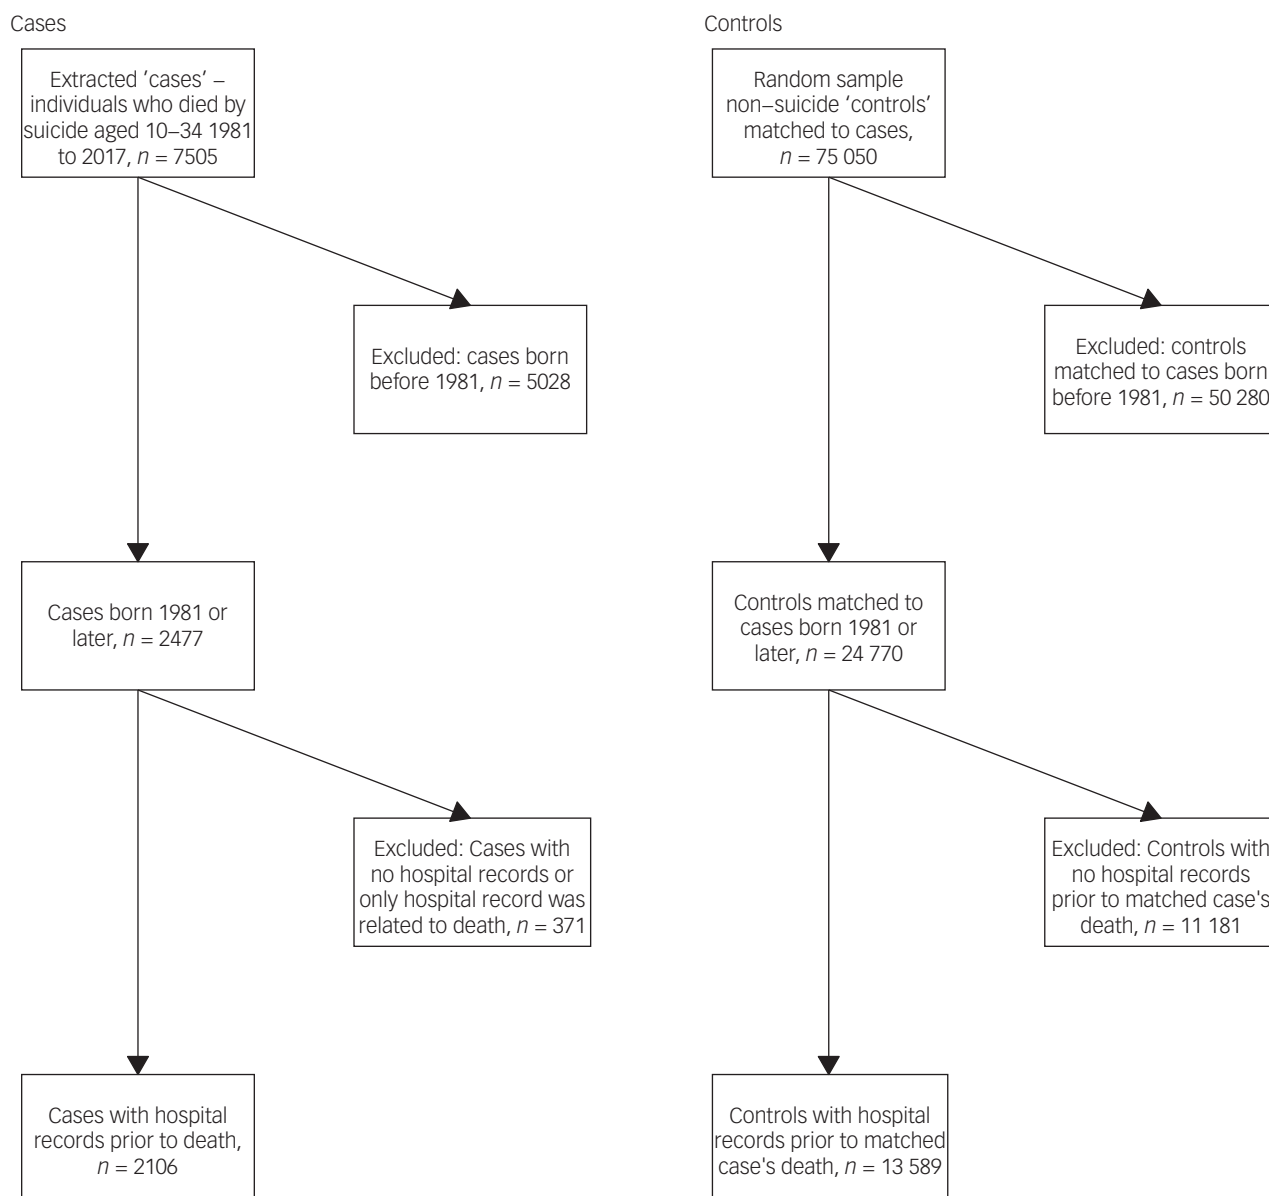 Cases
Extracted ‘cases’ –
individuals who died by
suicide aged 10–34 1981
to 2017, n = 7505
Excluded: cases born
before 1981, n = 5028
Cases born 1981 or
later, n = 2477
Excluded: Cases with
no hospital records or
only hospital record was
related to death, n = 371
Cases with hospital
records prior to death,
n = 2106
Controls
Random sample
non–suicide ‘controls’
matched to cases,
n = 75 050
Excluded: controls
matched to cases born
before 1981, n = 50 280
Controls matched to
cases born 1981 or
later, n = 24 770
Excluded: Controls with
no hospital records
prior to matched case's
death, n = 11 181
Controls with hospital
records prior to matched
case's death, n = 13 589